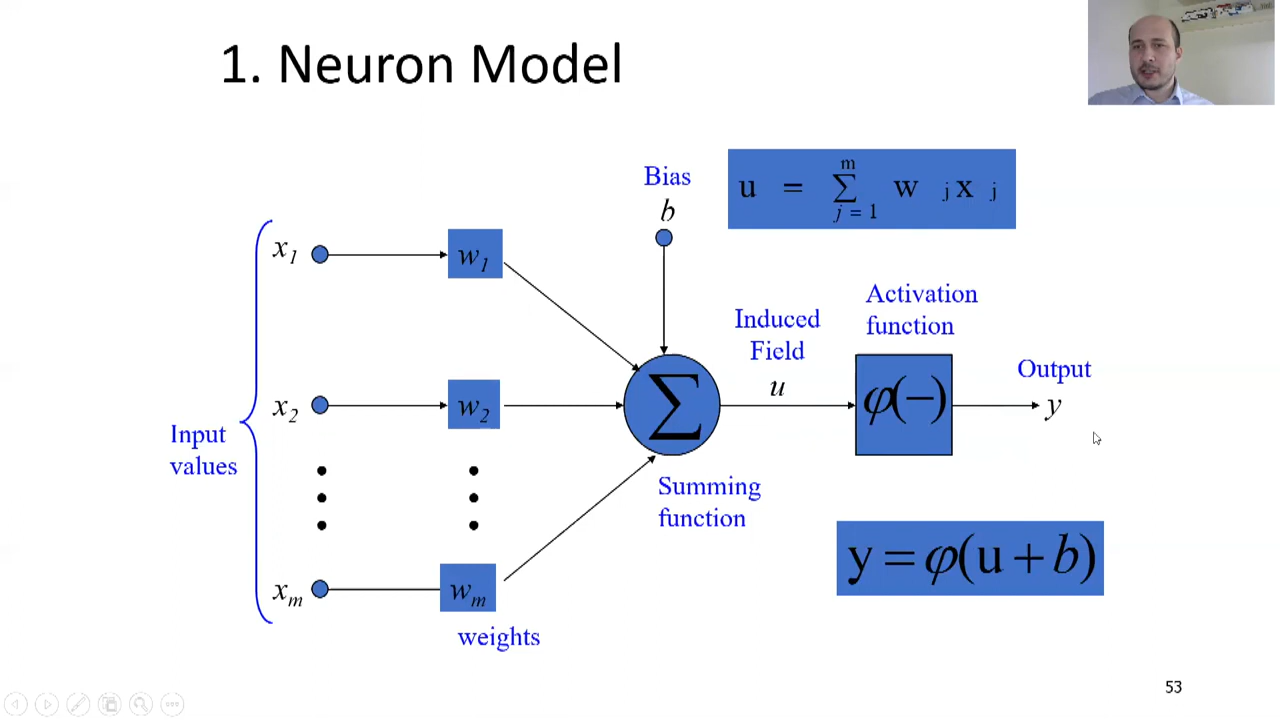 1. Neuron Model
Bias
b
u = m ∑ j = 1 w j x j
x1
w1
Activation
function
Induced
Field
u
Output
x2
w2
∑
φ(−)
y
Input
values
Summing
function
y = φ(u + b)
xm
wm
weights
53